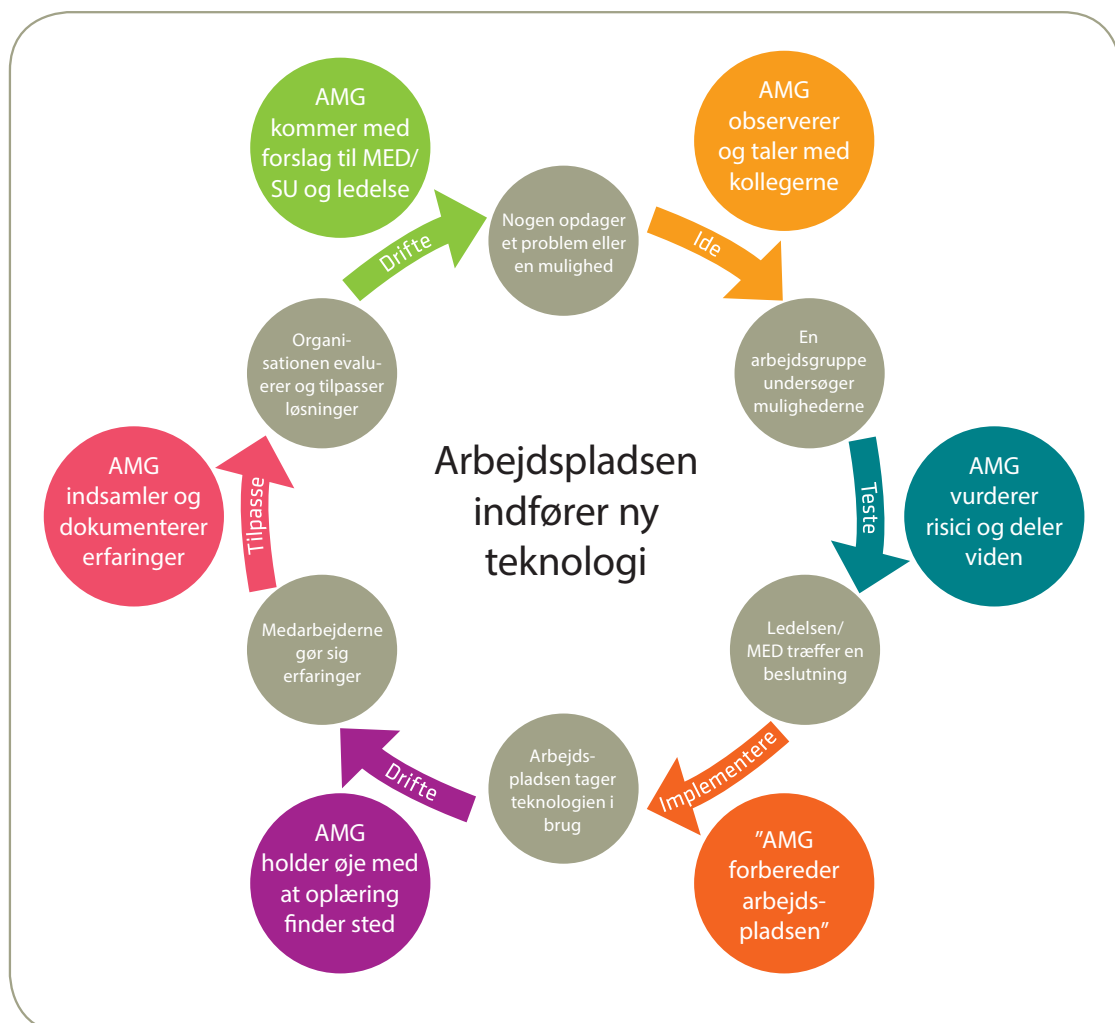 Arbejdspladsen
indfører ny
teknologi
Nogen opdager
et problem eller
en mulighed
Ide
AMG
observerer
og taler med
kollegerne
En
arbejdsgruppe
undersøger
mulighederne
Teste
AMG
vurderer
risici og deler
viden
Ledelsen/
MED træffer en
beslutning
Implementere
"AMG
forbereder
arbejds-
pladsen"
Arbejds-
pladsen tager
teknologien i
brug
Drifte
AMG
holder øje med
at oplæring
finder sted
Medarbejderne
gør sig
erfaringer
Tilpasse
AMG
indsamler og
dokumenterer
erfaringer
Organi-
sationen evalu-
erer og tilpasser
løsninger
Drifte
AMG
kommer med
forslag til MED/
SU og ledelse